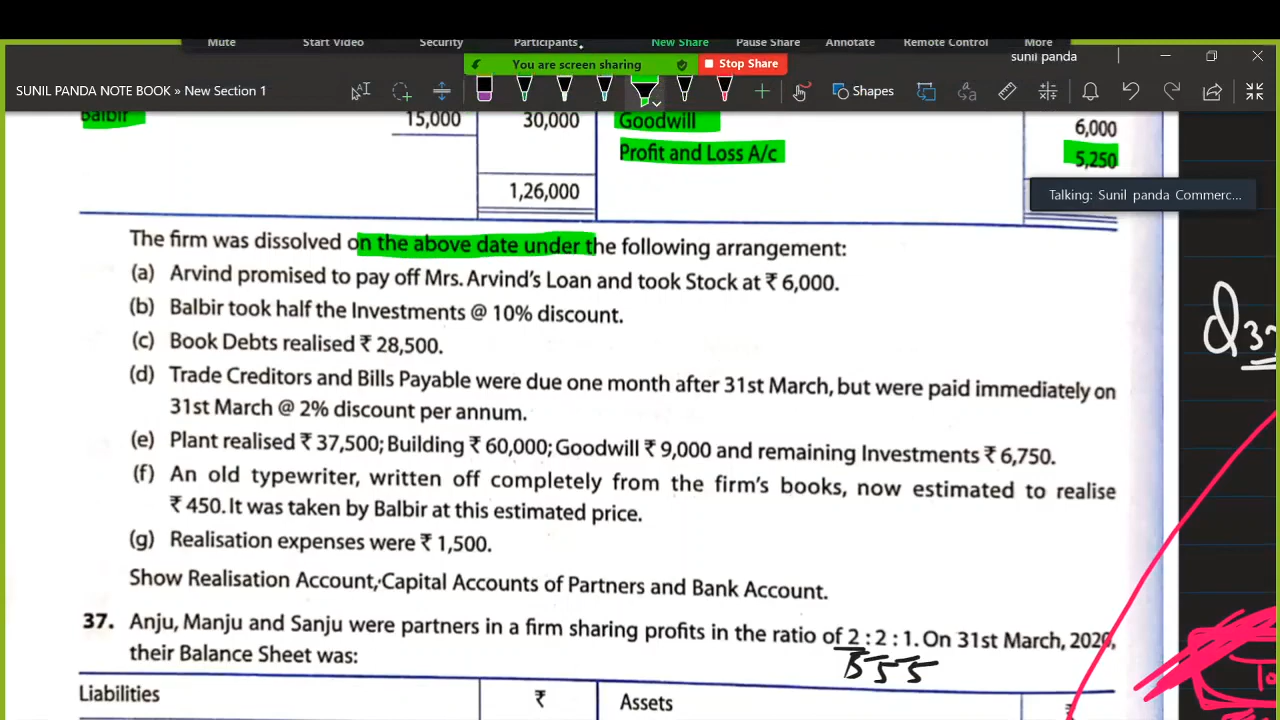 Mute Start Video Security Participants New Share Pause Share Annotate Remote Control More
You are screen sharing Stop Share
sunil panda
SUNIL PANDA NOTE BOOK » New Section 1
Shapes
Balbir 15,000 30,000 Goodwill 6,000
Profit and Loss A/c 5,250
1,26,000
Talking: Sunil panda Commerc...
The firm was dissolved on the above date under the following arrangement:
(a) Arvind promised to pay off Mrs. Arvind's Loan and took Stock at ₹ 6,000.
(b) Balbir took half the Investments @ 10% discount.
(c) Book Debts realised ₹ 28,500.
(d) Trade Creditors and Bills Payable were due one month after 31st March, but were paid immediately on
31st March @ 2% discount per annum.
(e) Plant realised ₹ 37,500; Building ₹ 60,000; Goodwill ₹ 9,000 and remaining Investments ₹ 6,750.
(f) An old typewriter, written off completely from the firm's books, now estimated to realise
₹ 450. It was taken by Balbir at this estimated price.
(g) Realisation expenses were ₹ 1,500.
Show Realisation Account, Capital Accounts of Partners and Bank Account.
37. Anju, Manju and Sanju were partners in a firm sharing profits in the ratio of 2 : 2 : 1. On 31st March, 2020,
their Balance Sheet was:
5 5 5
Liabilities ₹ Assets ₹